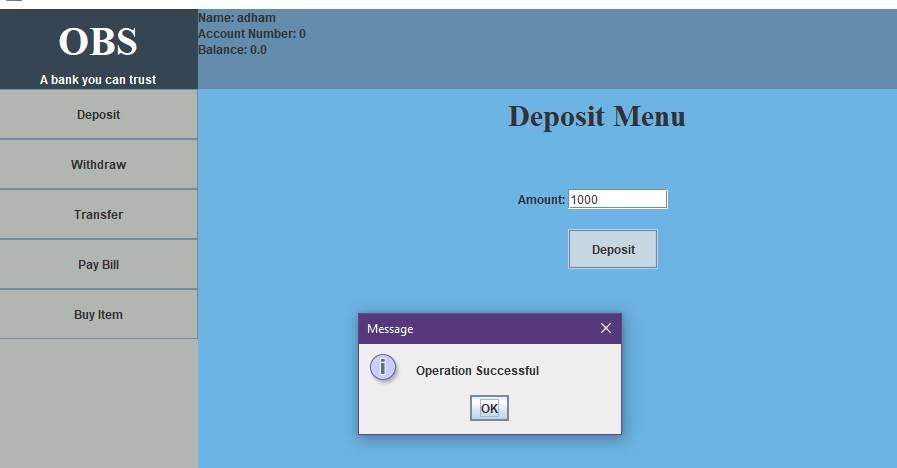 OBS
A bank you can trust
Name: adham
Account Number: 0
Balance: 0.0
Deposit
Withdraw
Transfer
Pay Bill
Buy Item
Deposit Menu
Amount: 1000
Deposit
Message
Operation Successful
OK